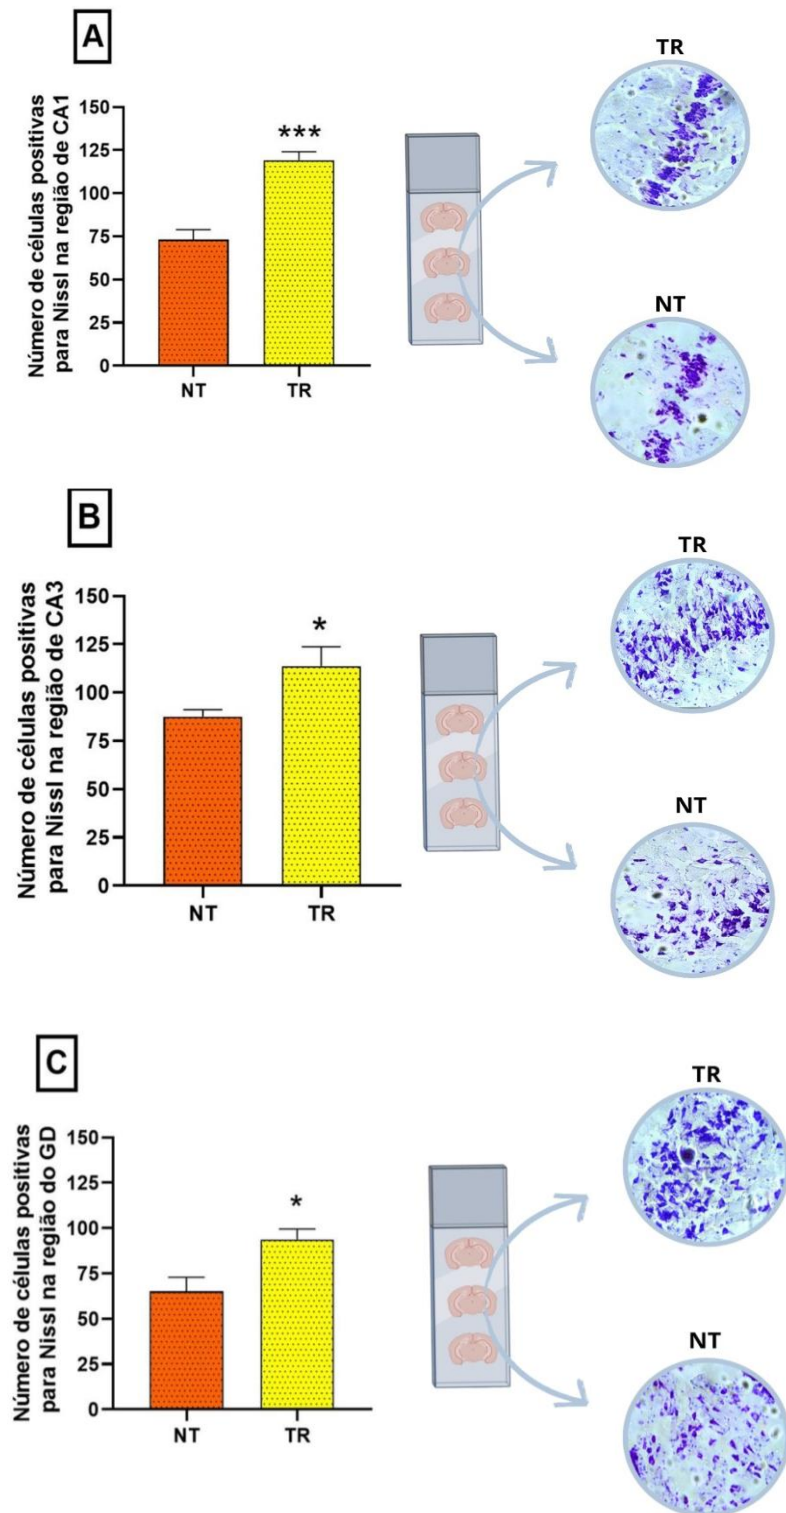 A
Número de células positivas
para Nissl na região de CA1
150
125
100
75
50
25
0
***
NT
TR
TR
NT
B
Número de células positivas
para Nissl na região de CA3
150
125
100
75
50
25
0
*
NT
TR
TR
NT
C
Número de células positivas
para Nissl na região do GD
150
125
100
75
50
25
0
*
NT
TR
TR
NT